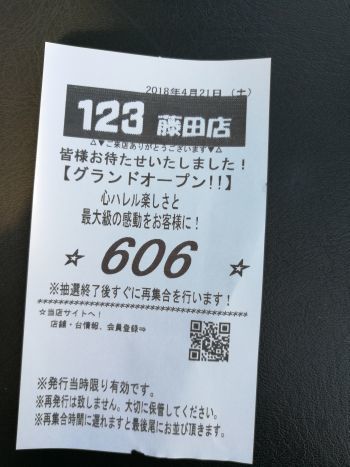 2018年4月21日 (土)
123 藤田店
△▼ご来店ありがとうございます▼△
皆様お待たせいたしました!
【グランドオープン!!】
心ハレル楽しさと
最大級の感動をお客様に!
☆ 606 ☆
※抽選終了後すぐに再集合を行います!
☆当店サイトへ!
店舗・台情報、会員登録⇒
※発行当時限り有効です。
※再発行は致しません。大切に保管してください。
※再集合時間に遅れますと最後尾にお並び頂きます。